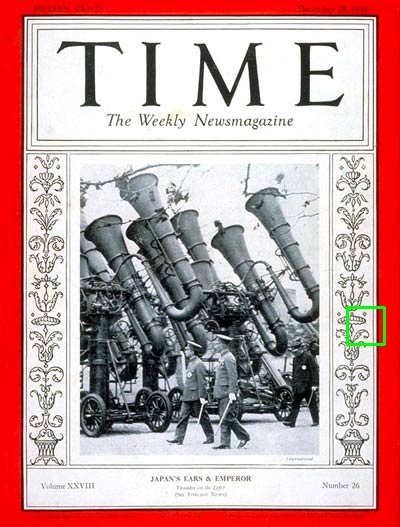 FIFTEEN CENTS December 28, 1936
TIME
The Weekly Newsmagazine
International
JAPAN'S EARS & EMPEROR
Thunder on the Left?
(See FOREIGN NEWS)
Volume XXVIII Number 26